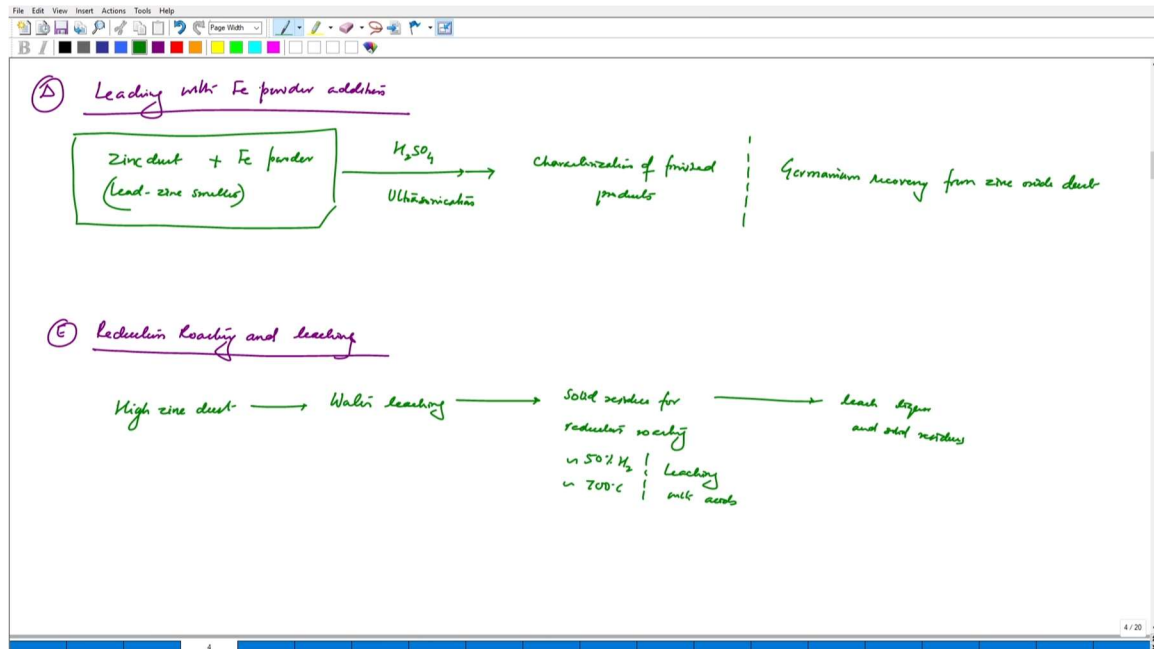 File Edit View Insert Actions Tools Help
Page Width
B I
D Leaching with Fe powder addition
Zinc dust + Fe powder
(Lead-zinc smelter)
H2SO4
Ultrasonication
Characterization of finished
products
Germanium recovery from zinc oxide dust
E Reduction Roasting and leaching
High zinc dust
Water leaching
Solid residue for
reduction roasting
~ 50% H2
~ 700°C
Leaching
with acids
leach liquor
and solid residues
4 / 20
4